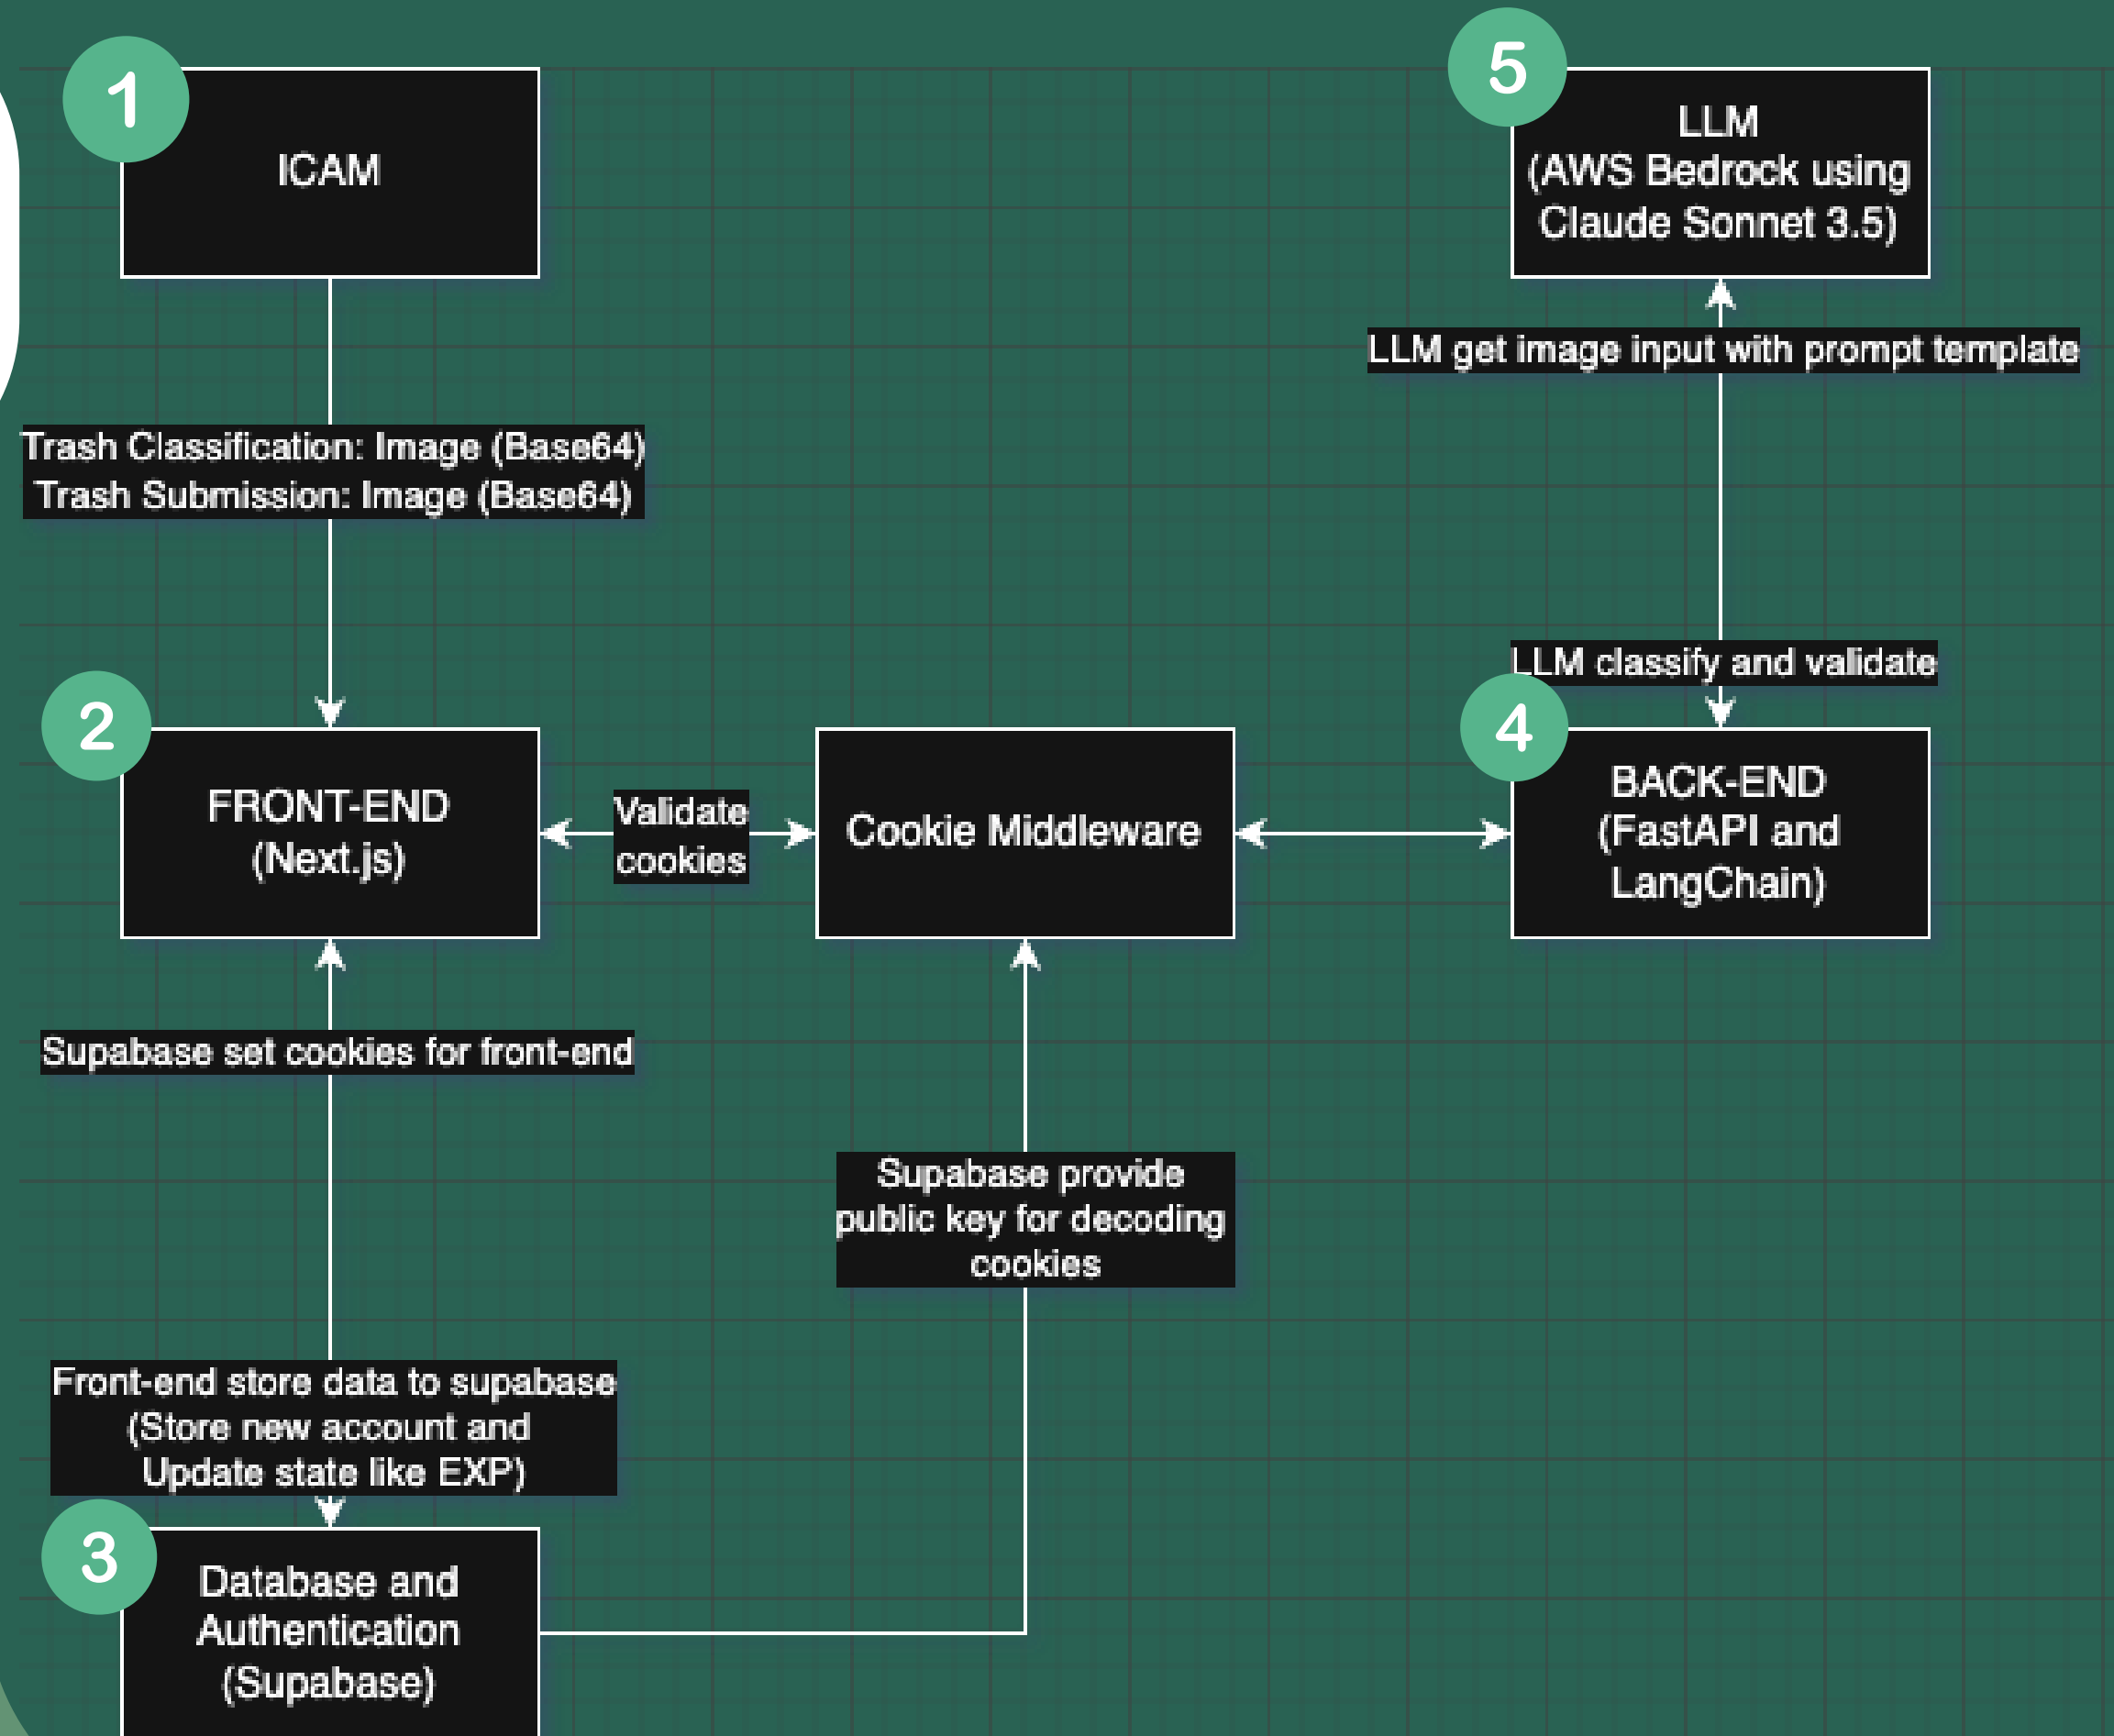 1
ICAM
5
LLM
(AWS Bedrock using
Claude Sonnet 3.5)
LLM get image input with prompt template
Trash Classification: Image (Base64)
Trash Submission: Image (Base64)
LLM classify and validate
2
FRONT-END
(Next.js)
Validate
cookies
Cookie Middleware
4
BACK-END
(FastAPI and
LangChain)
Supabase set cookies for front-end
Supabase provide
public key for decoding
cookies
Front-end store data to supabase
(Store new account and
Update state like EXP)
3
Database and
Authentication
(Supabase)